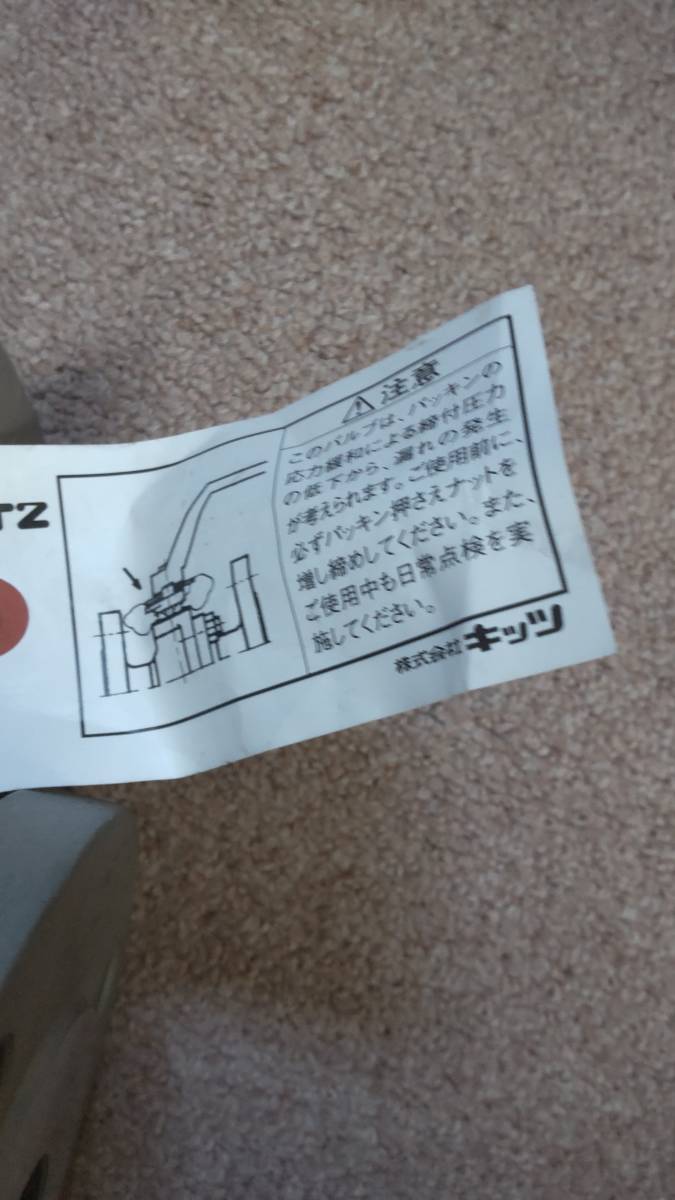 TZ
⚠ 注意
このバルブは、パッキンの
応力緩和による締付圧力
の低下から、漏れの発生
が考えられます。ご使用前に、
必ずパッキン押さえナットを
増し締めしてください。また、
ご使用中も日常点検を実
施してください。
株式会社キッツ